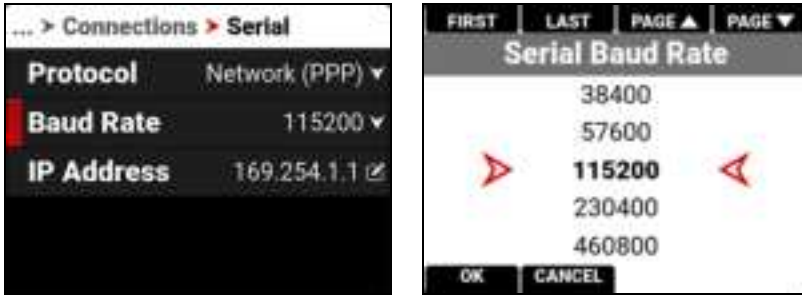 ... > Connections > Serial
Protocol Network (PPP)
Baud Rate 115200
IP Address 169.254.1.1
FIRST LAST PAGE ▲ PAGE ▼
Serial Baud Rate
38400
57600
115200
230400
460800
OK CANCEL